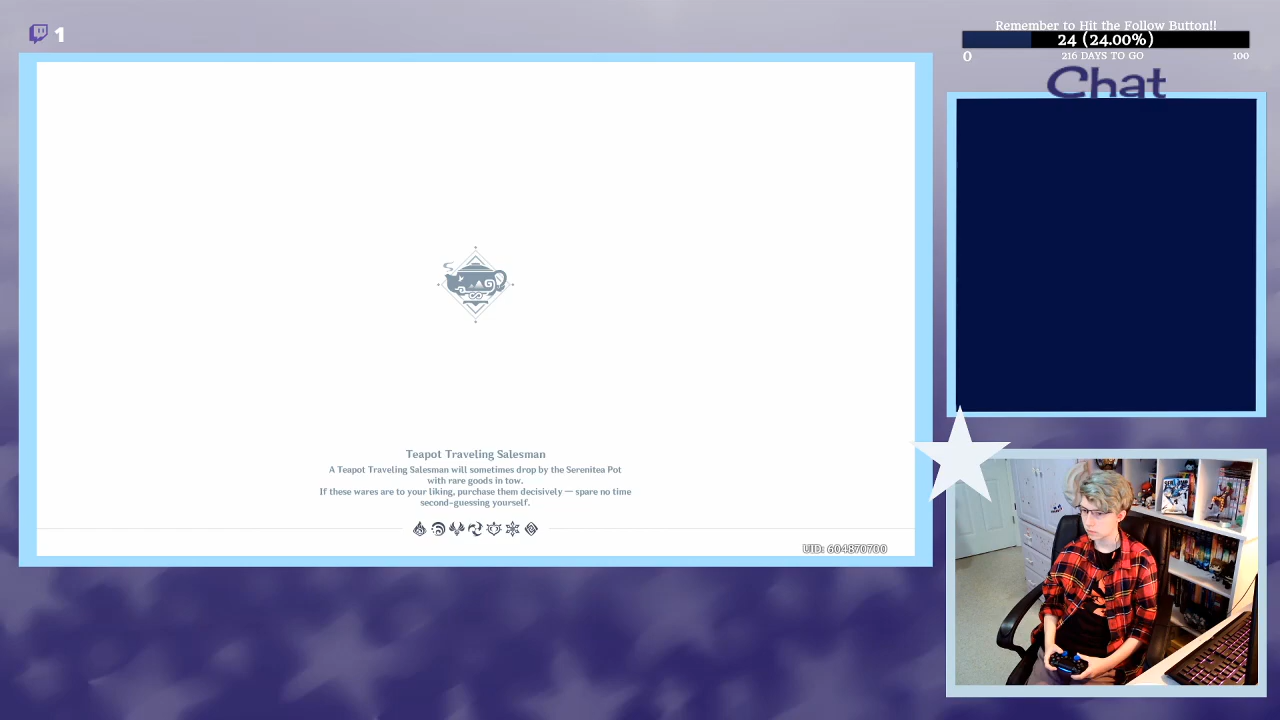 1
Remember to Hit the Follow Button!!
24 (24.00%)
0
216 DAYS TO GO
100
Chat
Teapot Traveling Salesman
A Teapot Traveling Salesman will sometimes drop by the Serenitea Pot
with rare goods in tow.
If these wares are to your liking, purchase them decisively — spare no time
second-guessing yourself.
UID: 604870700